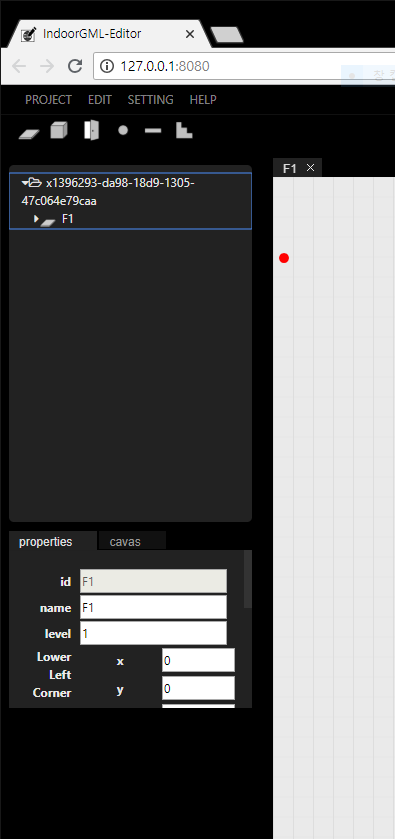 IndoorGML-Editor
127.0.0.1:8080
PROJECT EDIT SETTING HELP
F1
x1396293-da98-18d9-1305-
47c064e79caa
F1
properties cavas
id F1
name F1
level 1
Lower
Left
Corner
x 0
y 0